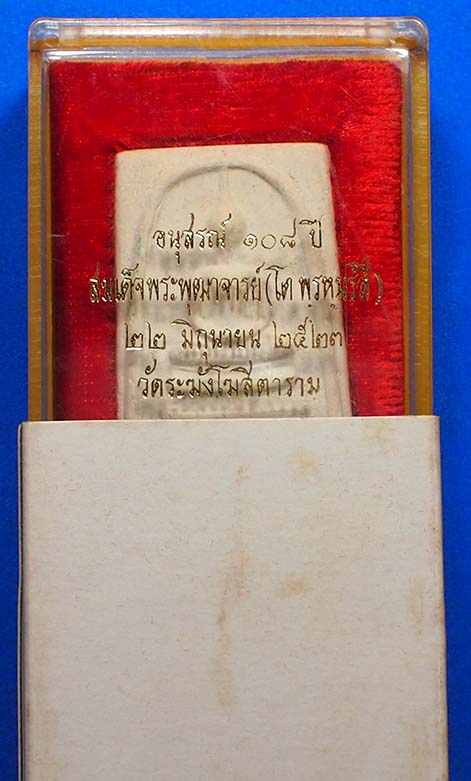 อนุสรณ์ ๑๐๘ ปี
สมเด็จพระพุฒาจารย์(โต พฺรหฺมรํสี)
๒๒ มิถุนายน ๒๕๒๓
วัดระฆังโฆสิตาราม